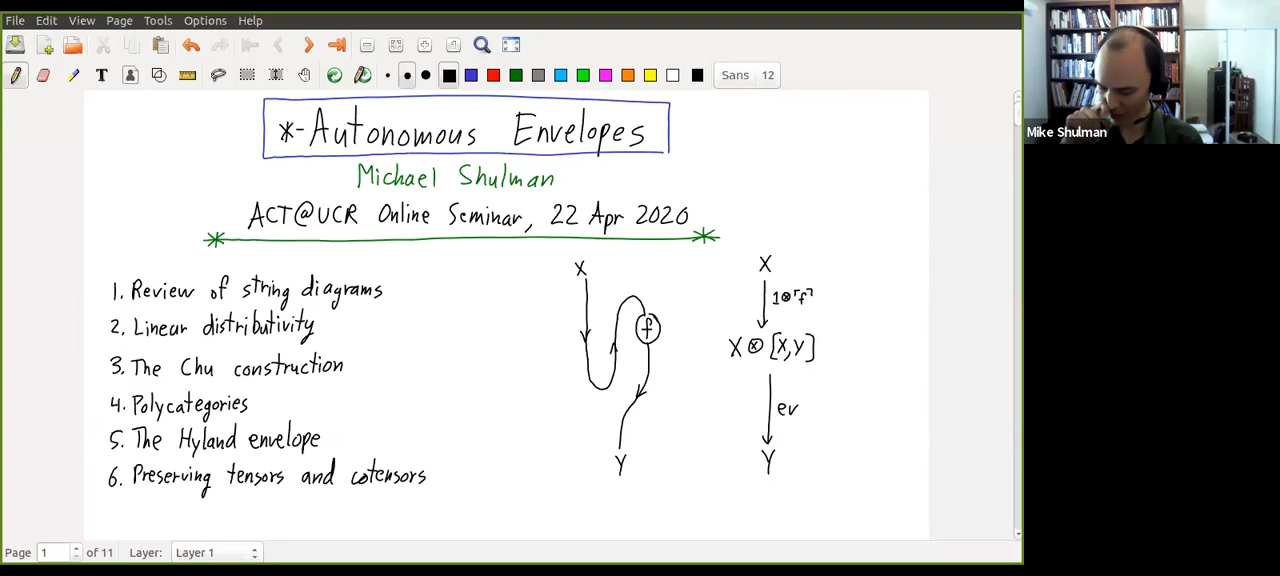 File Edit View Page Tools Options Help
Sans 12
Mike Shulman
*-Autonomous Envelopes
Michael Shulman
ACT@UCR Online Seminar, 22 Apr 2020
1. Review of string diagrams
2. Linear distributivity
3. The Chu construction
4. Polycategories
5. The Hyland envelope
6. Preserving tensors and cotensors
X
f
Y
X
1⊗⌜f⌝
X ⊗ [X,Y]
ev
Y
Page 1 of 11 Layer: Layer 1